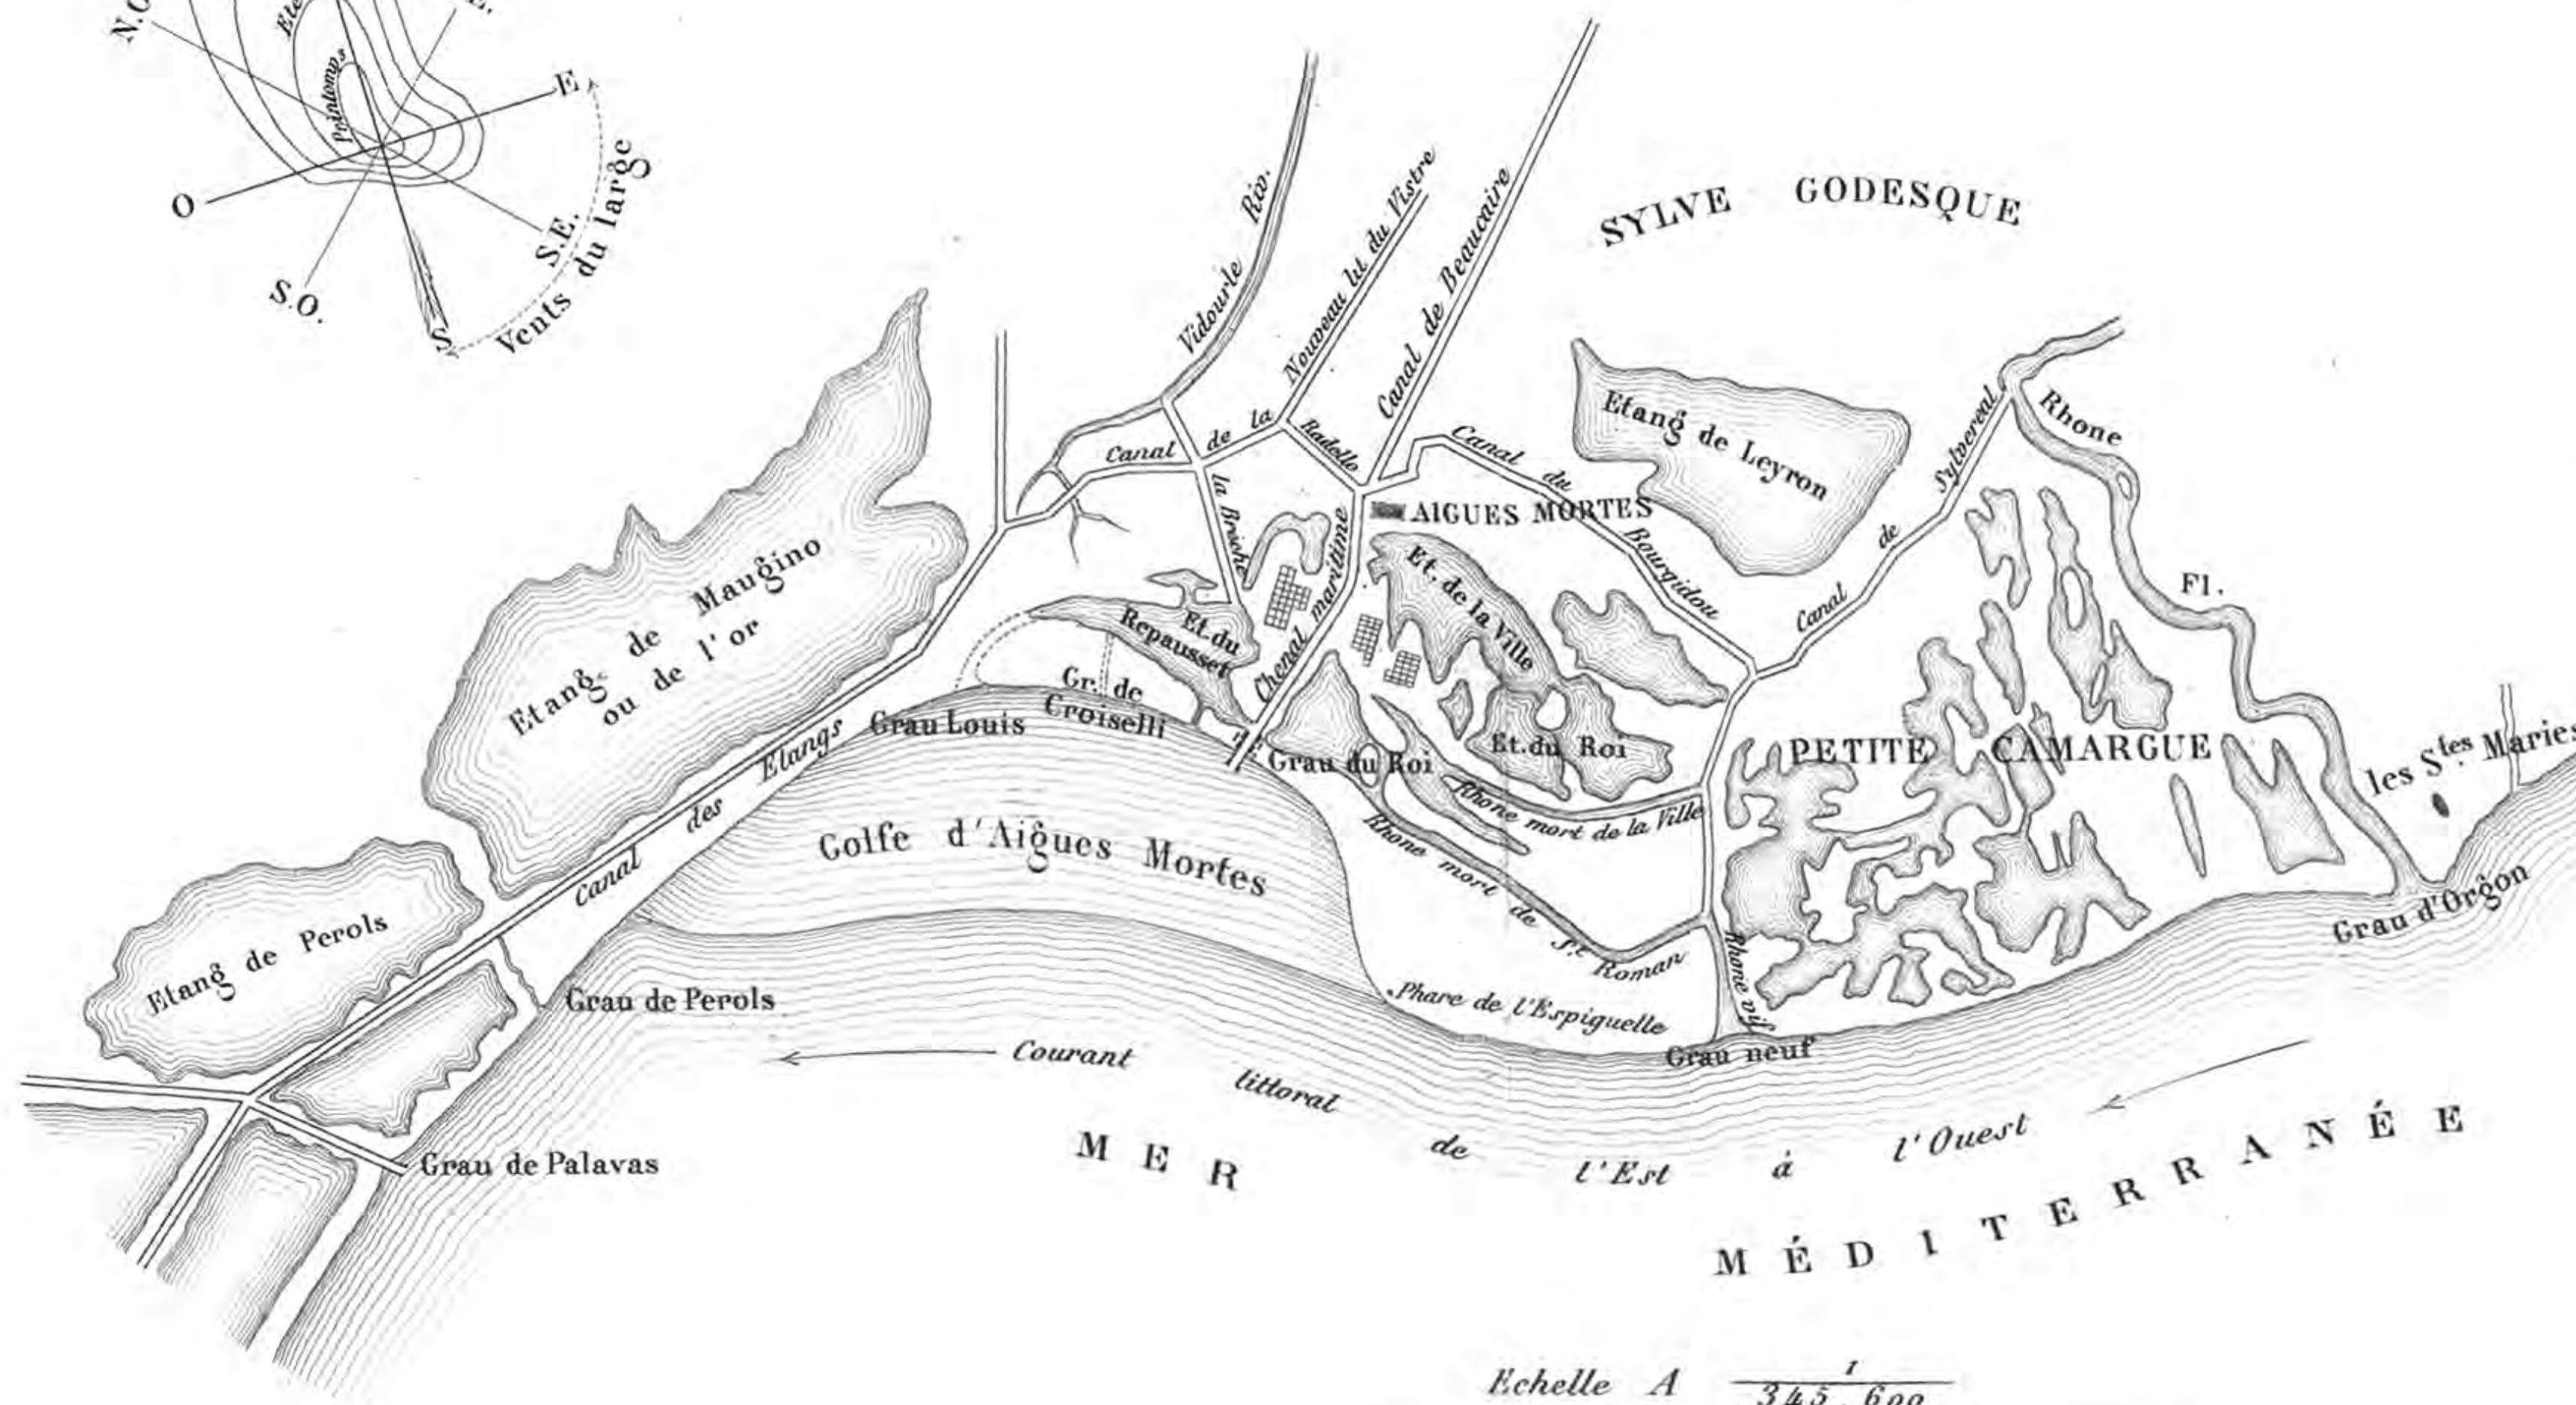 N.O
E.
Eté
Printemps
E
O
S.E.
S.O.
S
Vents du large
SYLVE GODESQUE
Vidourle Riv.
Nouveau lit du Vistre
Canal de Beaucaire
Canal de la Radelle
Canal du Bourgidou
Etang de Leyron
Canal de Sylvereal
Rhone Fl.
AIGUES MORTES
la Brèche
Chenal maritime
Et. de la Ville
Etang de Maugino
ou de l'or
Et. du
Repausset
Gr. de
Croiselli
Grau Louis
Grau du Roi
Et. du Roi
PETITE CAMARGUE
les Stes Maries
Canal des Etangs
Golfe d'Aigues Mortes
Rhone mort de la Ville
Rhone mort de St. Roman
Rhone vif
Grau d'Orgon
Etang de Perols
Grau de Perols
Phare de l'Espiguelle
Grau neuf
Courant littoral de l'Est à l'Ouest
Grau de Palavas
MER MÉDITERRANÉE
Echelle A 1
345.600